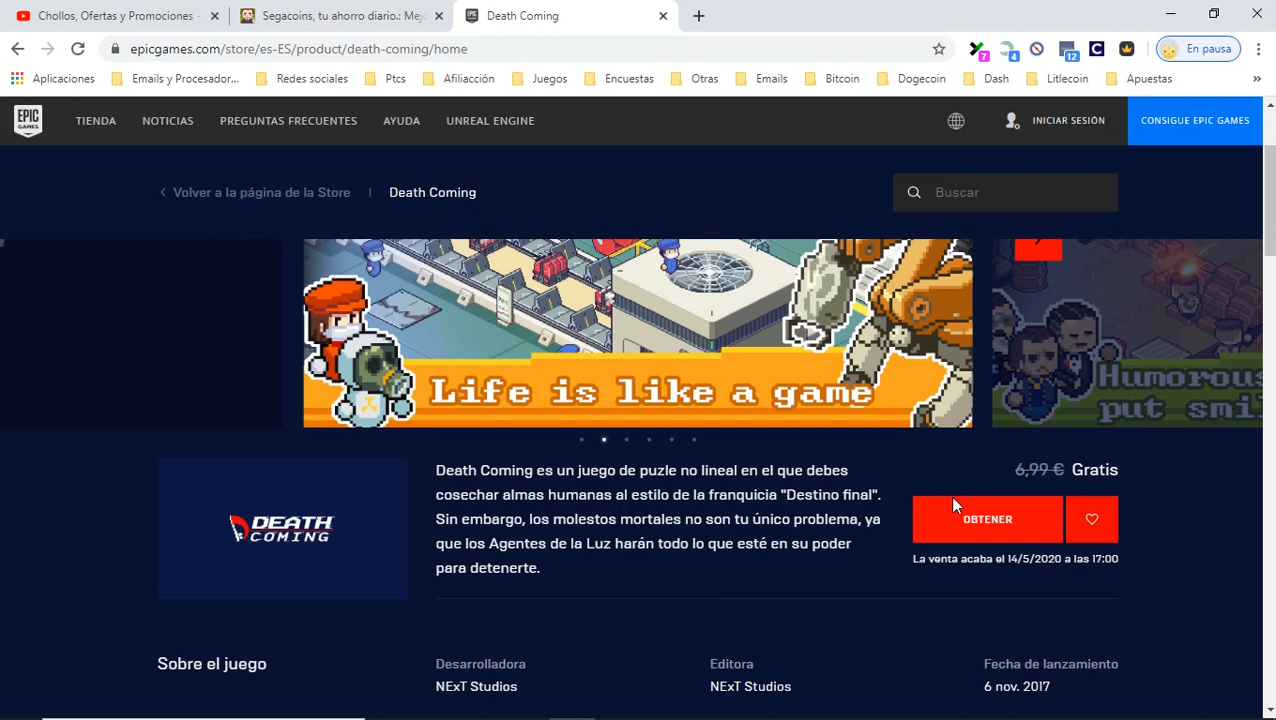 Chollos, Ofertas y Promociones -
Segacoins, tu ahorro diario.: Mejo
Death Coming
epicgames.com/store/es-ES/product/death-coming/home
7
4
12
C
En pausa
Aplicaciones
Emails y Procesador...
Redes sociales
Ptcs
Afiliacción
Juegos
Encuestas
Otras
Emails
Bitcoin
Dogecoin
Dash
Litlecoin
Apuestas
»
EPIC GAMES
TIENDA
NOTICIAS
PREGUNTAS FRECUENTES
AYUDA
UNREAL ENGINE
INICIAR SESIÓN
CONSIGUE EPIC GAMES
Volver a la página de la Store
Death Coming
Buscar
Life is like a game
Humorous
put smil
6,99 € Gratis
Death Coming es un juego de puzle no lineal en el que debes
cosechar almas humanas al estilo de la franquicia "Destino final".
Sin embargo, los molestos mortales no son tu único problema, ya
que los Agentes de la Luz harán todo lo que esté en su poder
para detenerte.
DEATH
COMING
OBTENER
La venta acaba el 14/5/2020 a las 17:00
Sobre el juego
Desarrolladora
NExT Studios
Editora
NExT Studios
Fecha de lanzamiento
6 nov. 2017